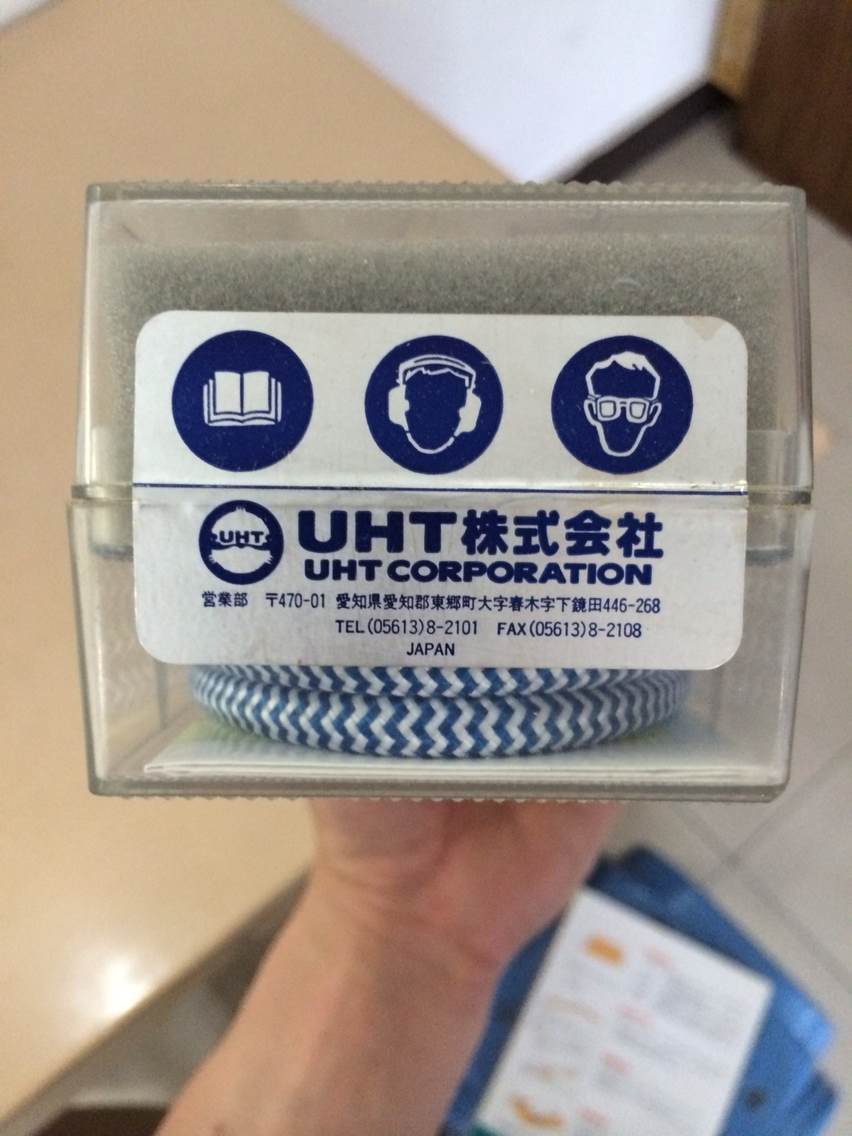 UHT
UHT株式会社
UHT CORPORATION
営業部 〒470-01 愛知県愛知郡東郷町大字春木字下鏡田446-268
TEL(05613)8-2101 FAX(05613)8-2108
JAPAN